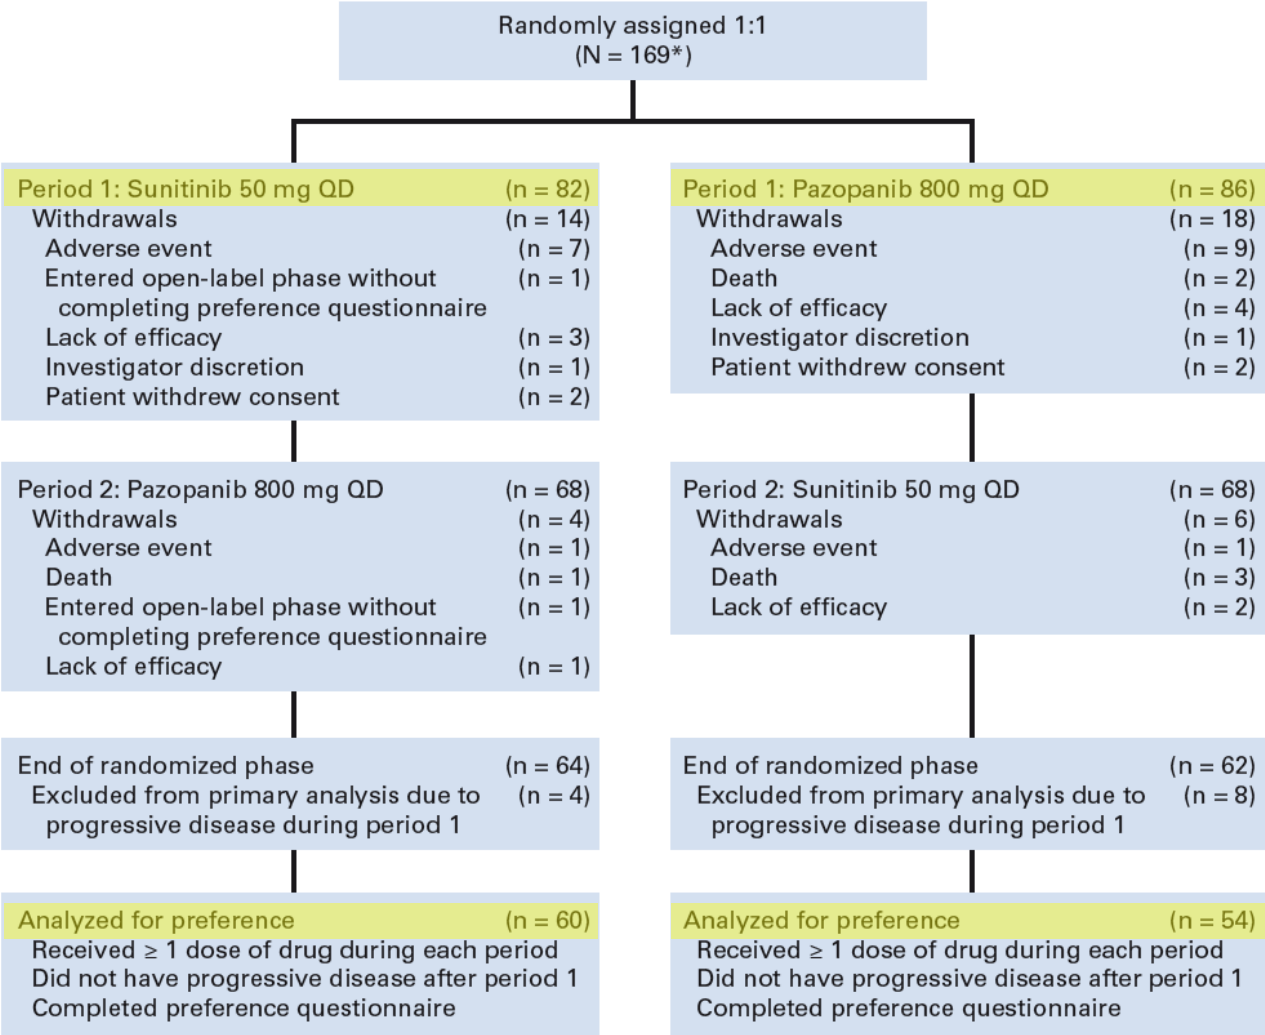 Randomly assigned 1:1
(N = 169*)
Period 1: Sunitinib 50 mg QD (n = 82)
Withdrawals (n = 14)
Adverse event (n = 7)
Entered open-label phase without (n = 1)
completing preference questionnaire
Lack of efficacy (n = 3)
Investigator discretion (n = 1)
Patient withdrew consent (n = 2)
Period 1: Pazopanib 800 mg QD (n = 86)
Withdrawals (n = 18)
Adverse event (n = 9)
Death (n = 2)
Lack of efficacy (n = 4)
Investigator discretion (n = 1)
Patient withdrew consent (n = 2)
Period 2: Pazopanib 800 mg QD (n = 68)
Withdrawals (n = 4)
Adverse event (n = 1)
Death (n = 1)
Entered open-label phase without (n = 1)
completing preference questionnaire
Lack of efficacy (n = 1)
Period 2: Sunitinib 50 mg QD (n = 68)
Withdrawals (n = 6)
Adverse event (n = 1)
Death (n = 3)
Lack of efficacy (n = 2)
End of randomized phase (n = 64)
Excluded from primary analysis due to (n = 4)
progressive disease during period 1
End of randomized phase (n = 62)
Excluded from primary analysis due to (n = 8)
progressive disease during period 1
Analyzed for preference (n = 60)
Received ≥ 1 dose of drug during each period
Did not have progressive disease after period 1
Completed preference questionnaire
Analyzed for preference (n = 54)
Received ≥ 1 dose of drug during each period
Did not have progressive disease after period 1
Completed preference questionnaire